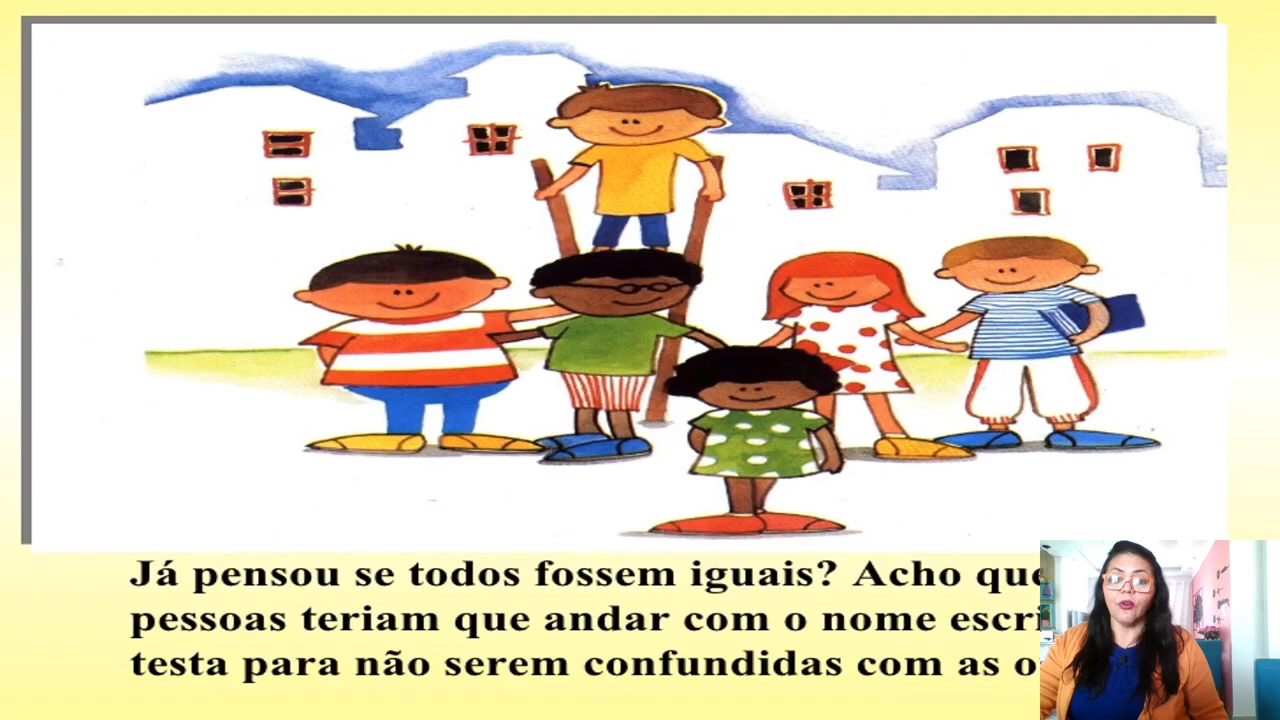 Já pensou se todos fossem iguais? Acho que
pessoas teriam que andar com o nome
testa para não serem confundidas com as